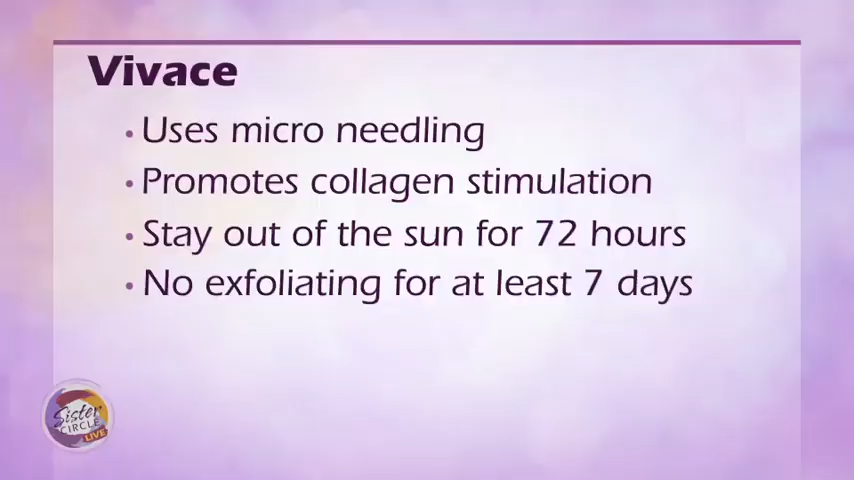 Vivace
• Uses micro needling
• Promotes collagen stimulation
• Stay out of the sun for 72 hours
• No exfoliating for at least 7 days
Sister
CIRCLE
LIVE